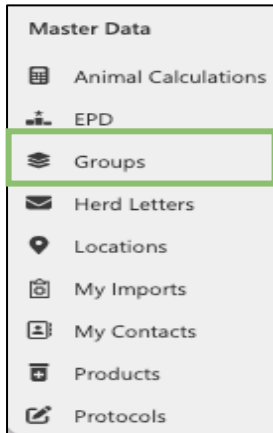 Master Data
Animal Calculations
EPD
Groups
Herd Letters
Locations
My Imports
My Contacts
Products
Protocols